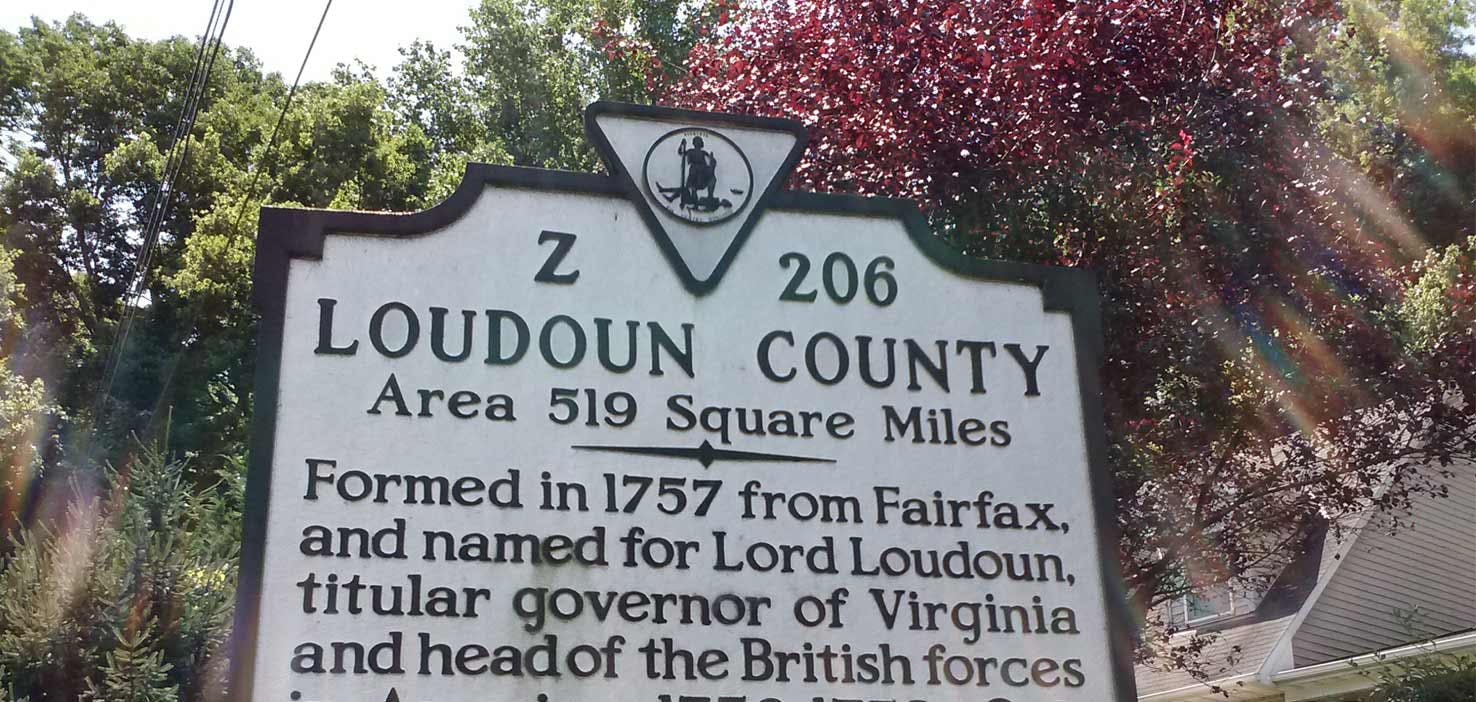 Z 206
LOUDOUN COUNTY
Area 519 Square Miles
Formed in 1757 from Fairfax,
and named for Lord Loudoun,
titular governor of Virginia
and head of the British forces